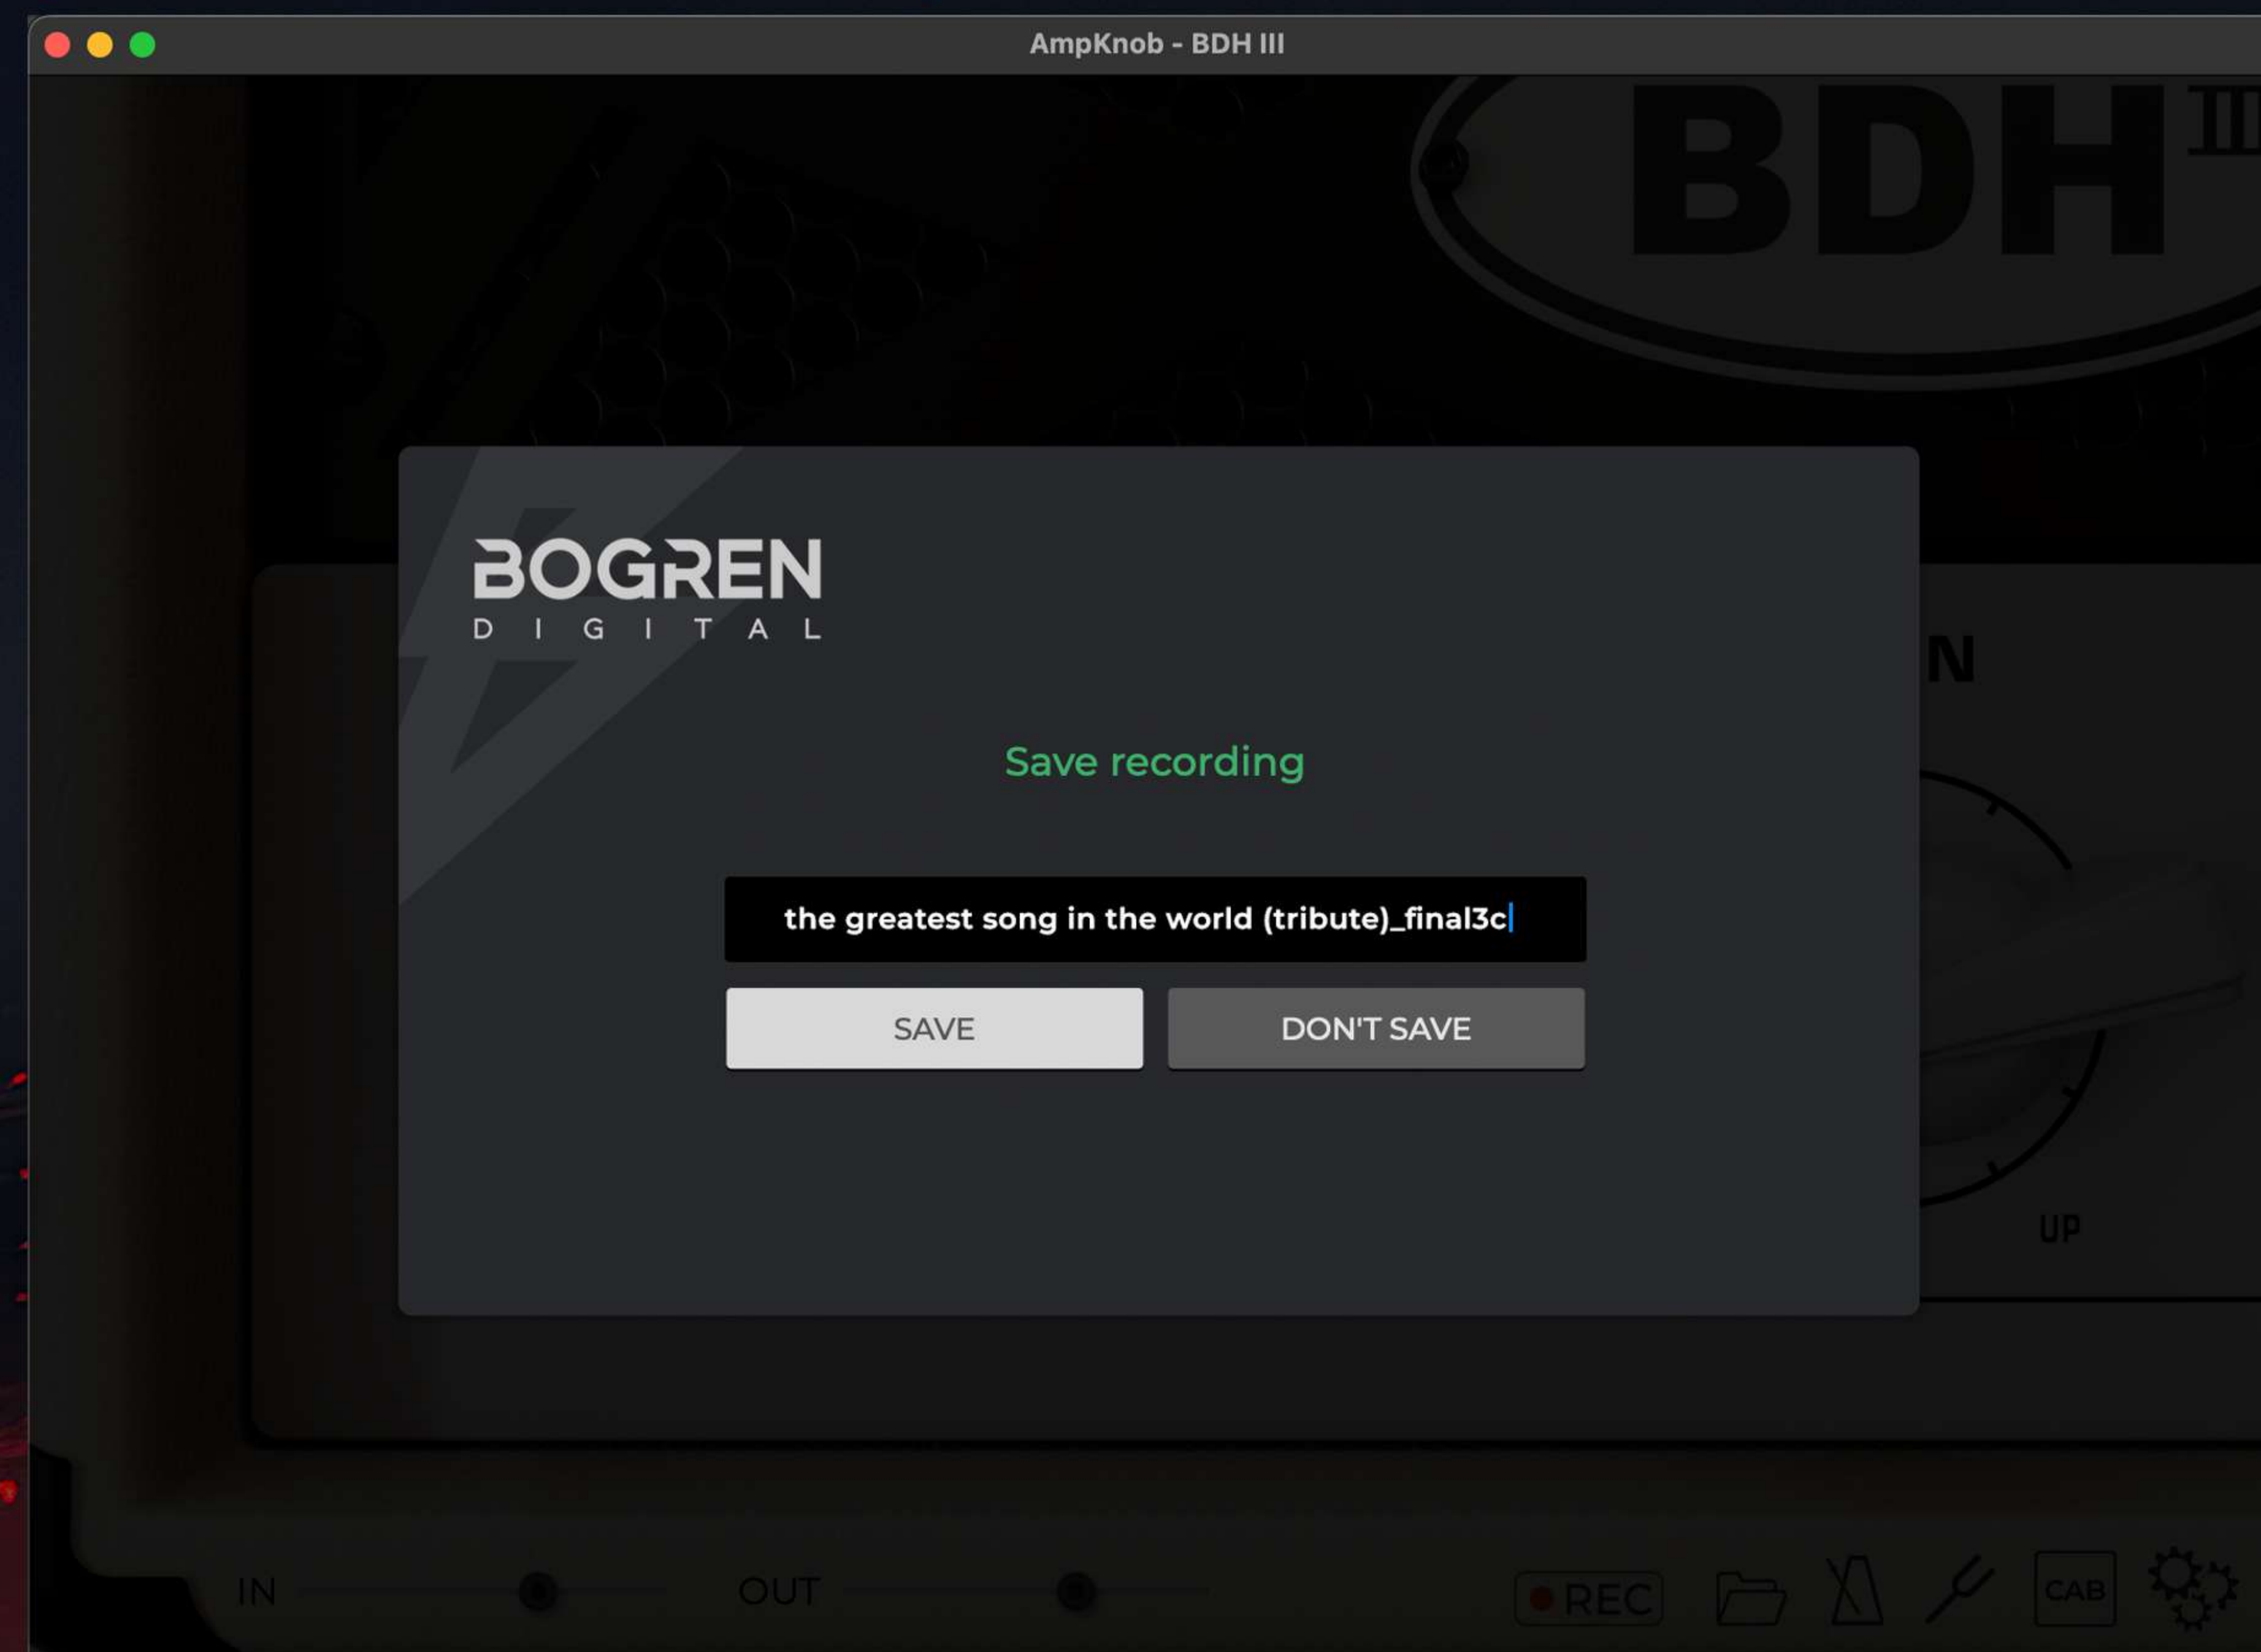 AmpKnob - BDH III
BDH III
BOGREN
DIGITAL
N
Save recording
the greatest song in the world (tribute)_final3c
SAVE
DON'T SAVE
UP
IN
OUT
REC
CAB